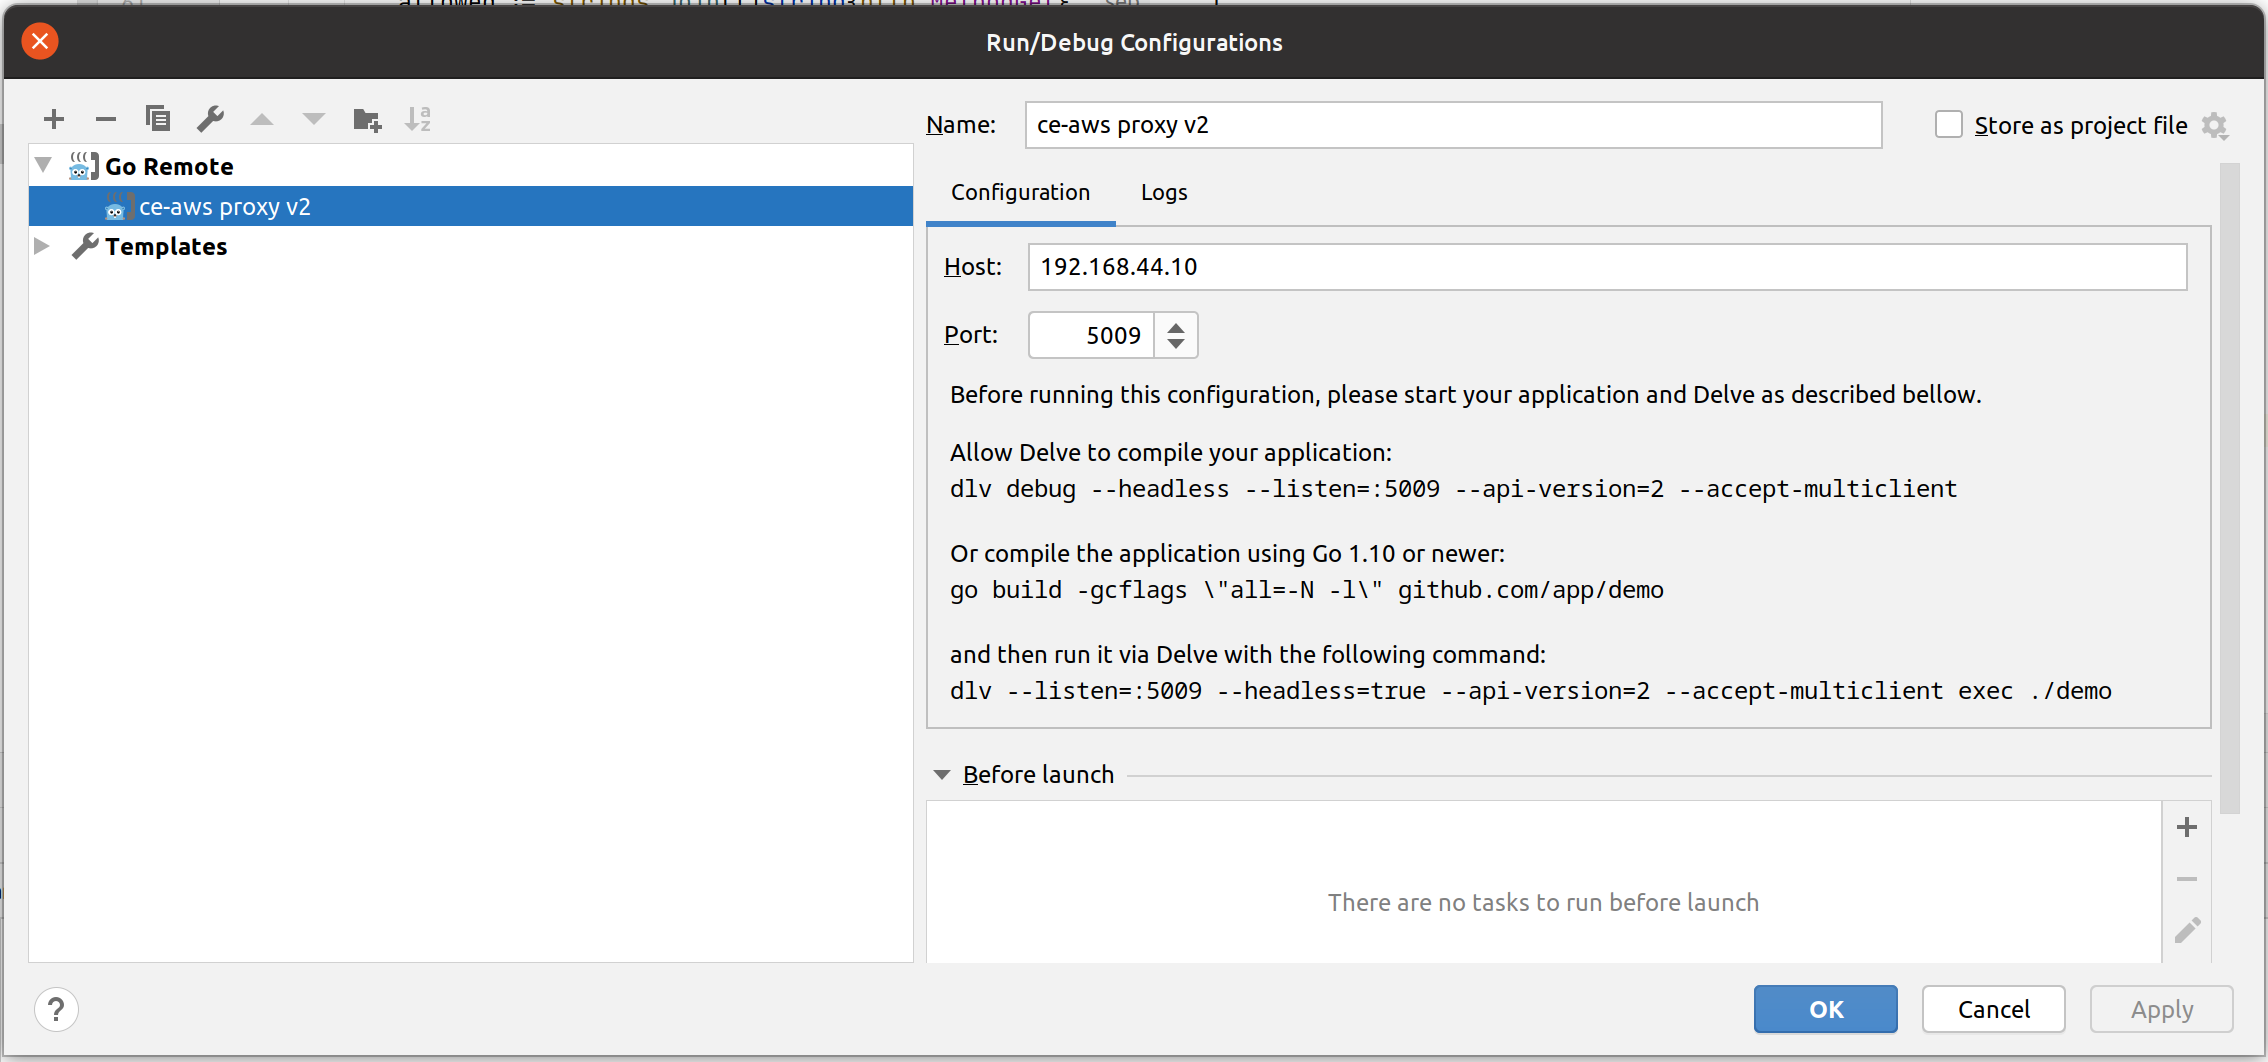 Run/Debug Configurations
Name:
ce-aws proxy v2
Store as project file
Go Remote
ce-aws proxy v2
Templates
Configuration
Logs
Host:
192.168.44.10
Port:
5009
Before running this configuration, please start your application and Delve as described bellow.
Allow Delve to compile your application:
dlv debug --headless --listen=:5009 --api-version=2 --accept-multiclient
Or compile the application using Go 1.10 or newer:
go build -gcflags \"all=-N -l\" github.com/app/demo
and then run it via Delve with the following command:
dlv --listen=:5009 --headless=true --api-version=2 --accept-multiclient exec ./demo
Before launch
There are no tasks to run before launch
?
OK
Cancel
Apply